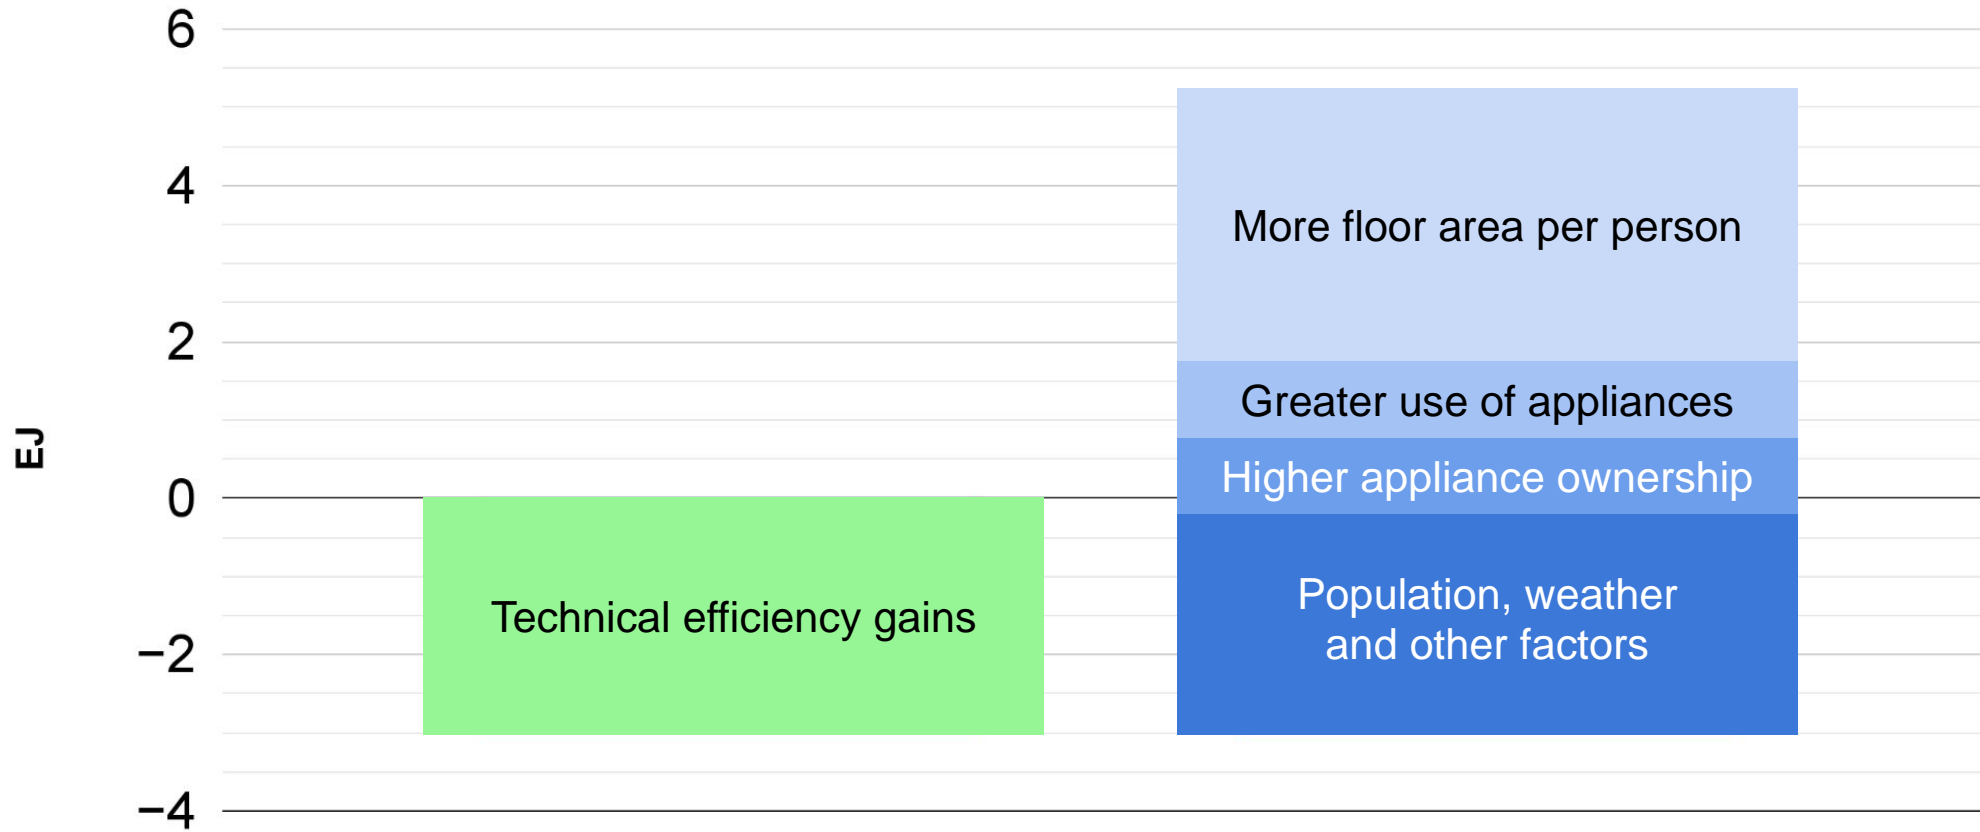 6
4
2
0
−2
−4
EJ
More floor area per person
Greater use of appliances
Higher appliance ownership
Technical efficiency gains
Population, weather
and other factors